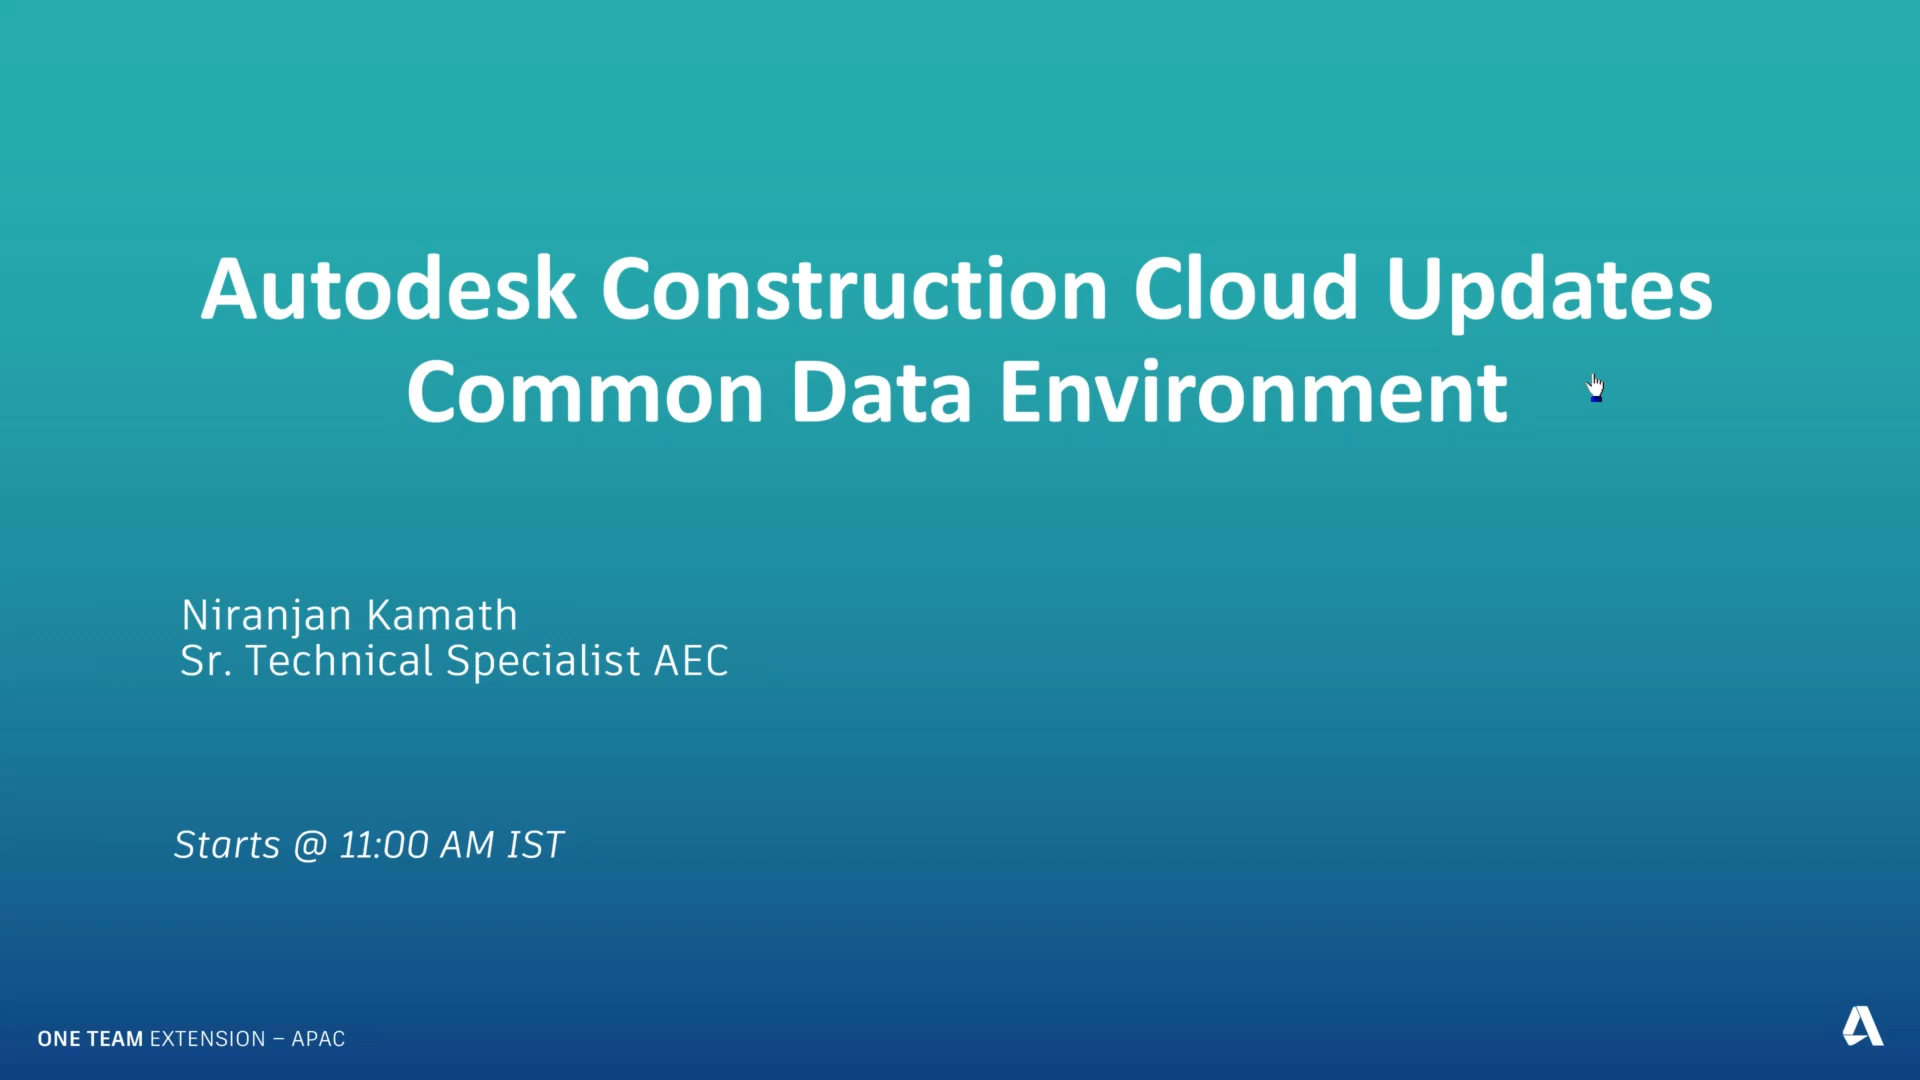 Autodesk Construction Cloud Updates
Common Data Environment
Niranjan Kamath
Sr. Technical Specialist AEC
Starts @ 11:00 AM IST
ONE TEAM EXTENSION – APAC